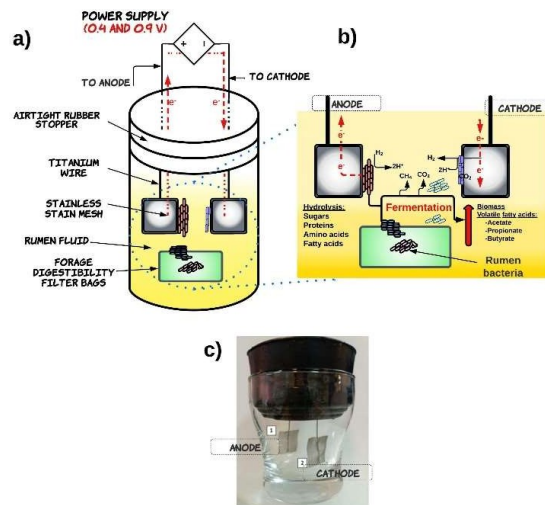 a)
POWER SUPPLY
(0.4 AND 0.9 V)
+
TO ANODE
TO CATHODE
e⁻
e⁻
AIRTIGHT RUBBER
STOPPER
TITANIUM
WIRE
STAINLESS
STAIN MESH
RUMEN FLUID
FORAGE
DIGESTIBILITY
FILTER BAGS
b)
ANODE
CATHODE
e⁻
e⁻
e⁻
e⁻
H₂
2H⁺
H₂
2H⁺
CO₂
CH₄
CO₂
Fermentation
Hydrolysis:
Sugars
Proteins
Amino acids
Fatty acids
Biomass
Volatile fatty acids:
-Acetate
-Propionate
-Butyrate
Rumen
bacteria
c)
1
ANODE
2
CATHODE